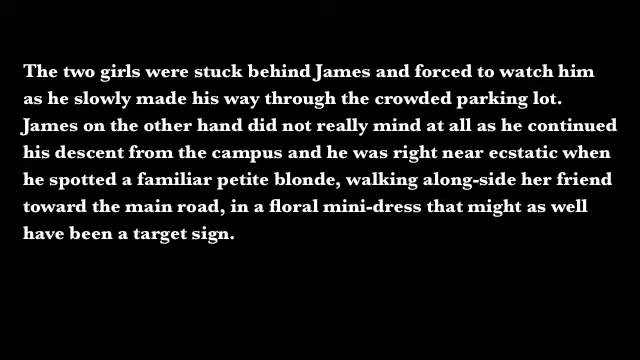 The two girls were stuck behind James and forced to watch him
as he slowly made his way through the crowded parking lot.
James on the other hand did not really mind at all as he continued
his descent from the campus and he was right near ecstatic when
he spotted a familiar petite blonde, walking along-side her friend
toward the main road, in a floral mini-dress that might as well
have been a target sign.